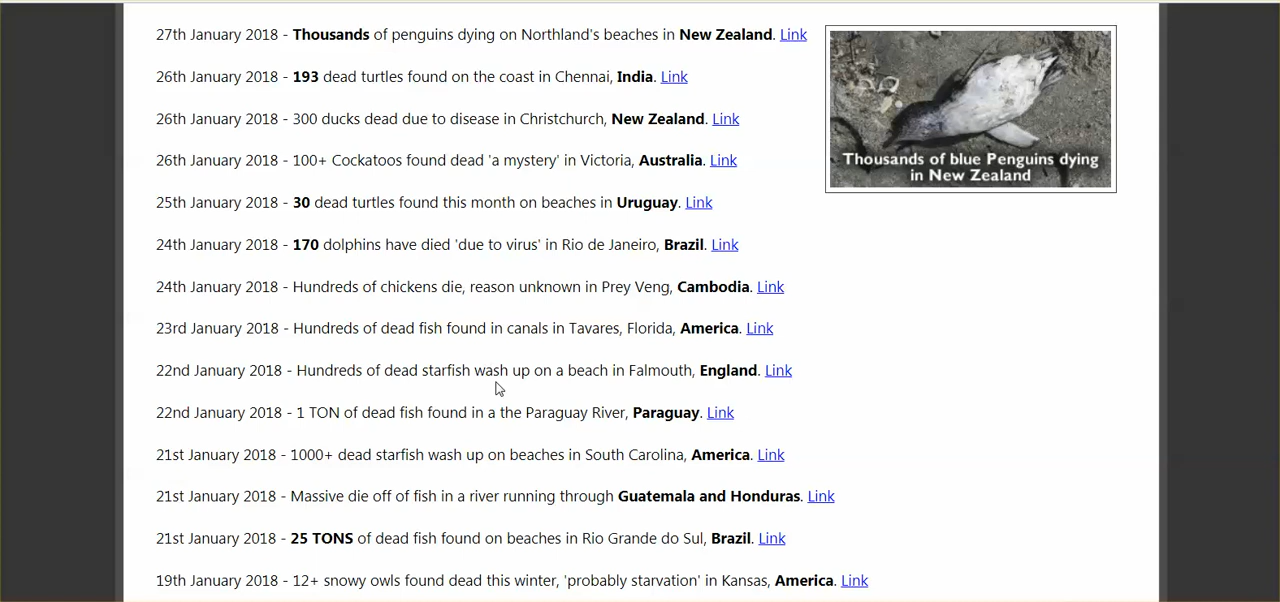 27th January 2018 - Thousands of penguins dying on Northland's beaches in New Zealand. Link
26th January 2018 - 193 dead turtles found on the coast in Chennai, India. Link
26th January 2018 - 300 ducks dead due to disease in Christchurch, New Zealand. Link
26th January 2018 - 100+ Cockatoos found dead 'a mystery' in Victoria, Australia. Link
Thousands of blue Penguins dying
in New Zealand
25th January 2018 - 30 dead turtles found this month on beaches in Uruguay. Link
24th January 2018 - 170 dolphins have died 'due to virus' in Rio de Janeiro, Brazil. Link
24th January 2018 - Hundreds of chickens die, reason unknown in Prey Veng, Cambodia. Link
23rd January 2018 - Hundreds of dead fish found in canals in Tavares, Florida, America. Link
22nd January 2018 - Hundreds of dead starfish wash up on a beach in Falmouth, England. Link
22nd January 2018 - 1 TON of dead fish found in a the Paraguay River, Paraguay. Link
21st January 2018 - 1000+ dead starfish wash up on beaches in South Carolina, America. Link
21st January 2018 - Massive die off of fish in a river running through Guatemala and Honduras. Link
21st January 2018 - 25 TONS of dead fish found on beaches in Rio Grande do Sul, Brazil. Link
19th January 2018 - 12+ snowy owls found dead this winter, 'probably starvation' in Kansas, America. Link